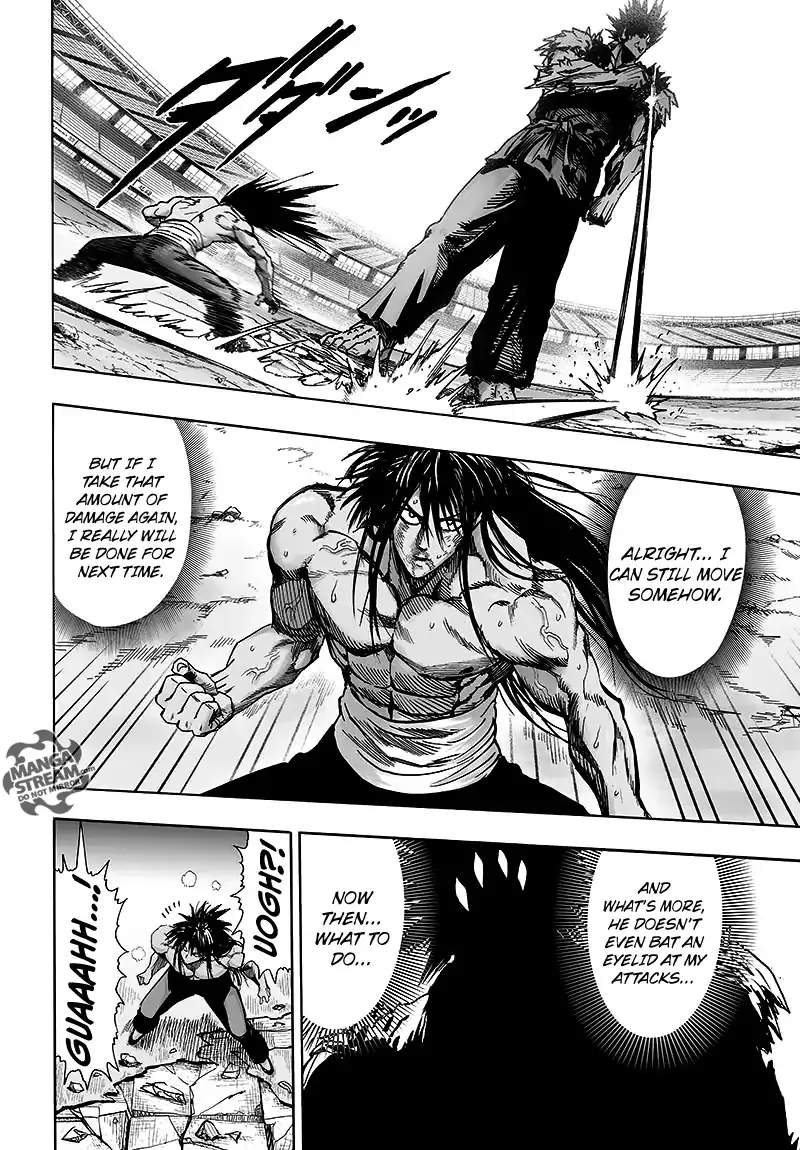 ダダンッ
ALRIGHT... I
CAN STILL MOVE
SOMEHOW.
BUT IF I
TAKE THAT
AMOUNT OF
DAMAGE AGAIN,
I REALLY WILL
BE DONE FOR
NEXT TIME.
MANGA
STREAM.com
DO NOT MIRROR
AND
WHAT'S MORE,
HE DOESN'T
EVEN BAT AN
EYELID AT MY
ATTACKS...
NOW
THEN...
WHAT TO
DO...
UOGH?!
GUAAAHH...!